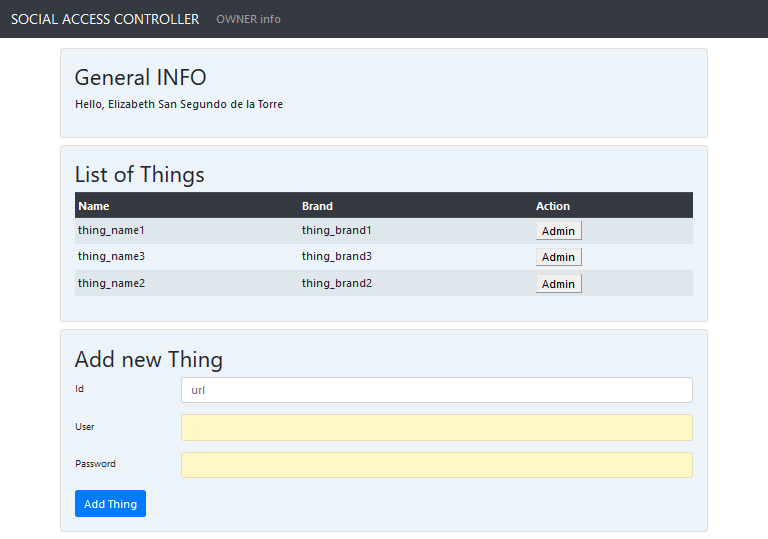 SOCIAL ACCESS CONTROLLER OWNER info
General INFO
Hello, Elizabeth San Segundo de la Torre
List of Things
Name Brand Action
thing_name1 thing_brand1 Admin
thing_name3 thing_brand3 Admin
thing_name2 thing_brand2 Admin
Add new Thing
Id url
User
Password
Add Thing